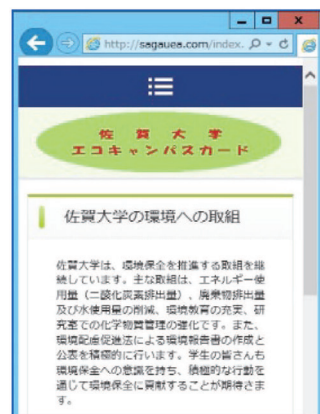 http://sagauea.com/index.
佐賀大学
エコキャンパスカード
佐賀大学の環境への取組
佐賀大学は、環境保全を推進する取組を継
続しています。主な取組は、エネルギー使
用量（二酸化炭素排出量）、廃棄物排出量
及び水使用量の削減、環境教育の充実、研
究室での化学物質管理の強化です。また、
環境配慮促進法による環境報告書の作成と
公表を積極的に行います。学生の皆さんも
環境保全への意識を持ち、積極的な行動を
通じて環境保全に貢献することが期待さま
す。